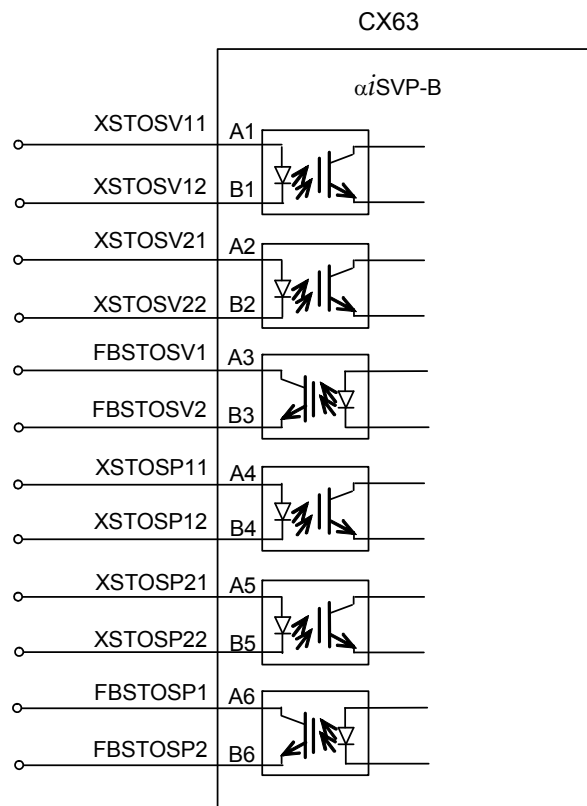 CX63
αiSVP-B
XSTOSV11 A1
XSTOSV12 B1
XSTOSV21 A2
XSTOSV22 B2
FBSTOSV1 A3
FBSTOSV2 B3
XSTOSP11 A4
XSTOSP12 B4
XSTOSP21 A5
XSTOSP22 B5
FBSTOSP1 A6
FBSTOSP2 B6